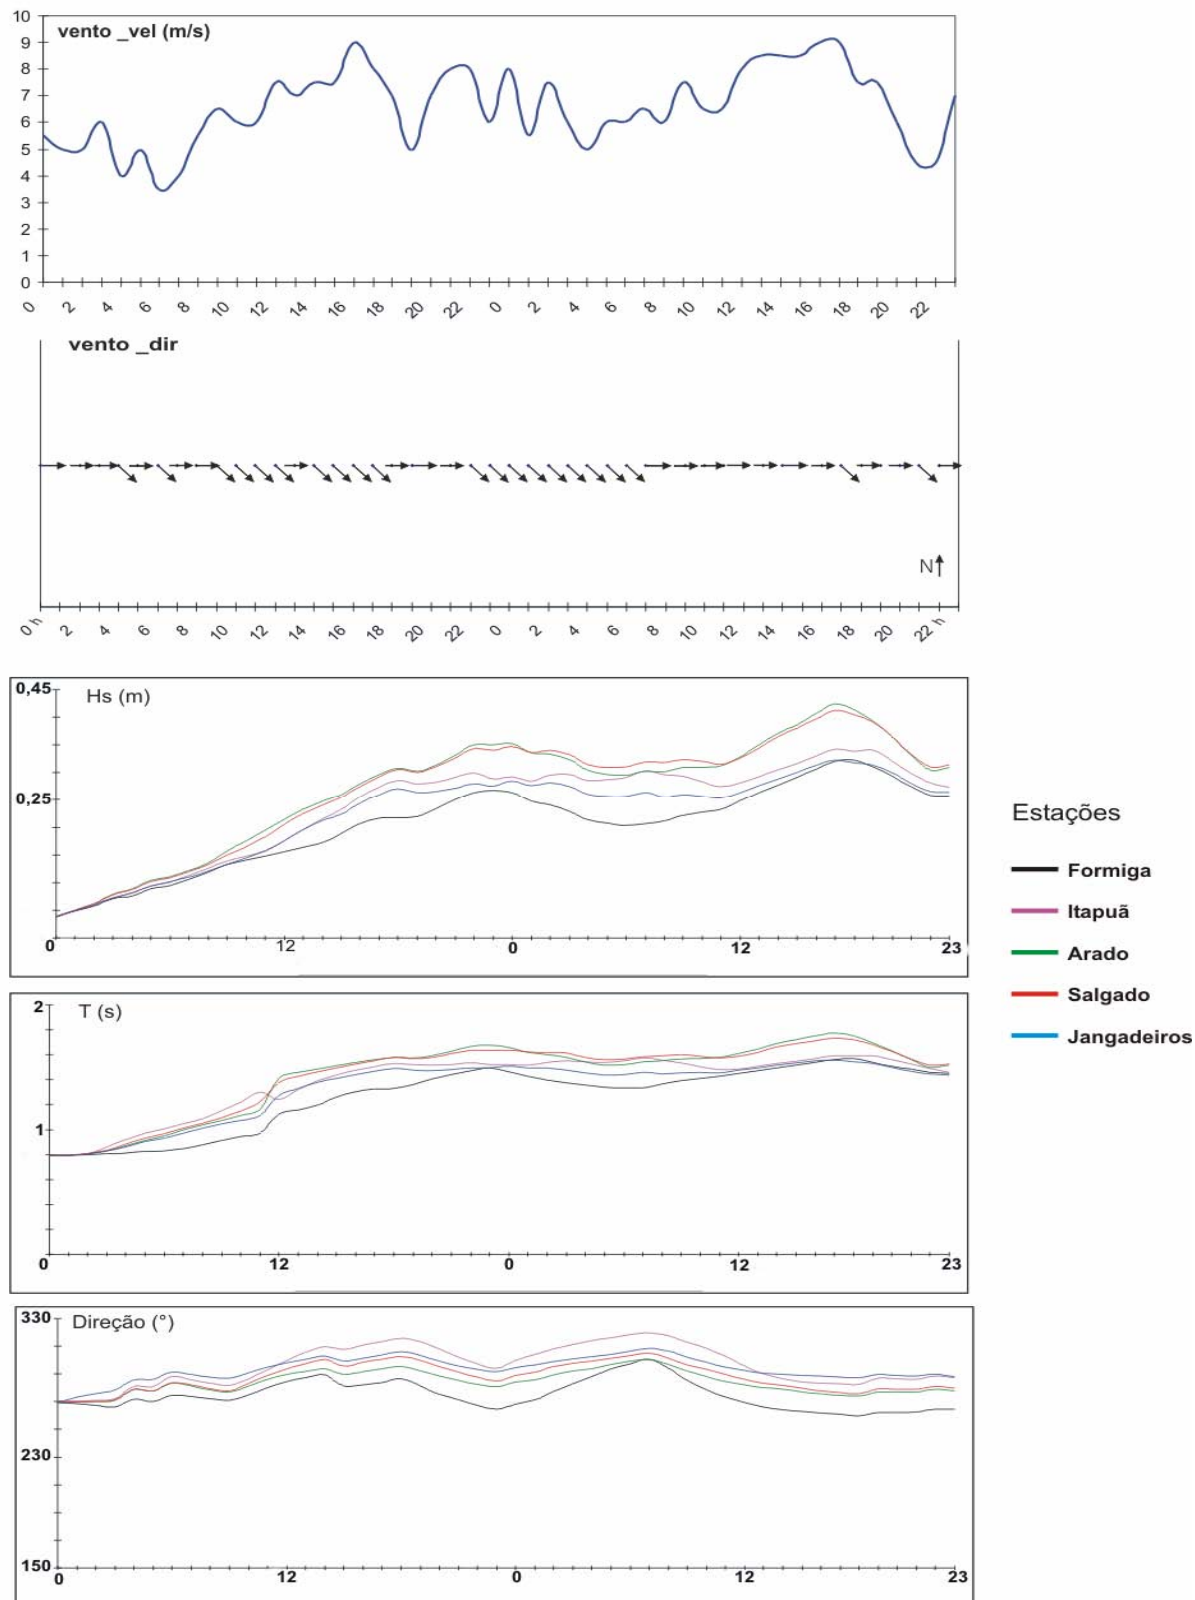 vento _vel (m/s)
10
9
8
7
6
5
4
3
2
1
0
0 2 4 6 8 10 12 14 16 18 20 22 0 2 4 6 8 10 12 14 16 18 20 22
vento _dir
N
0 h 2 4 6 8 10 12 14 16 18 20 22 0 2 4 6 8 10 12 14 16 18 20 22 h
0,45 Hs (m)
0,25
0 12 0 12 23
Estações
Formiga
Itapuã
Arado
Salgado
Jangadeiros
2 T (s)
1
0 12 0 12 23
330 Direção (°)
230
150
0 12 0 12 23